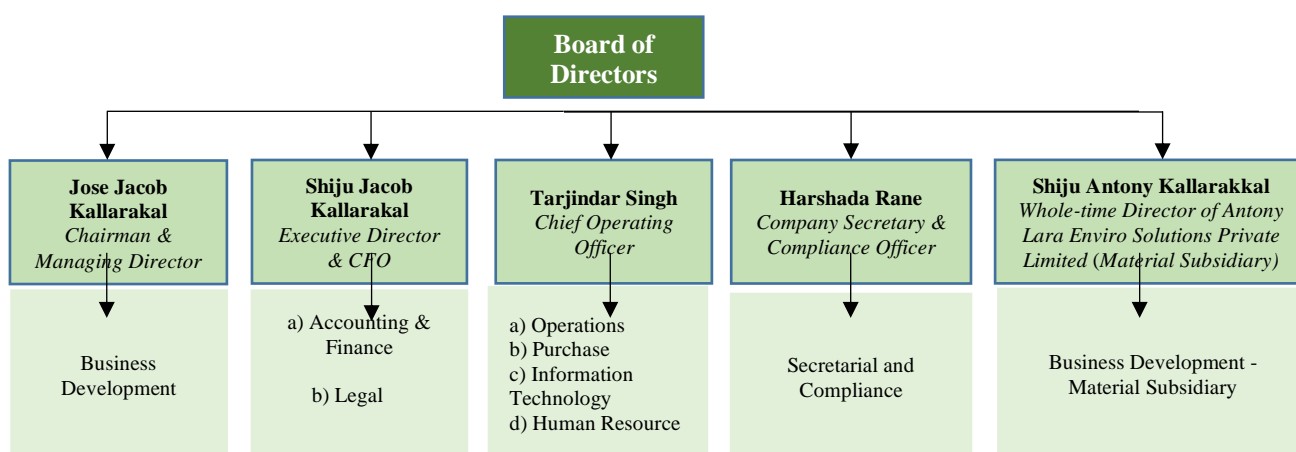 Board of
Directors
Jose Jacob
Kallarakal
Chairman &
Managing Director
Shiju Jacob
Kallarakal
Executive Director
& CFO
Tarjindar Singh
Chief Operating
Officer
Harshada Rane
Company Secretary &
Compliance Officer
Shiju Antony Kallarakkal
Whole-time Director of Antony
Lara Enviro Solutions Private
Limited (Material Subsidiary)
Business
Development
a) Accounting &
Finance
b) Legal
a) Operations
b) Purchase
c) Information
Technology
d) Human Resource
Secretarial and
Compliance
Business Development -
Material Subsidiary